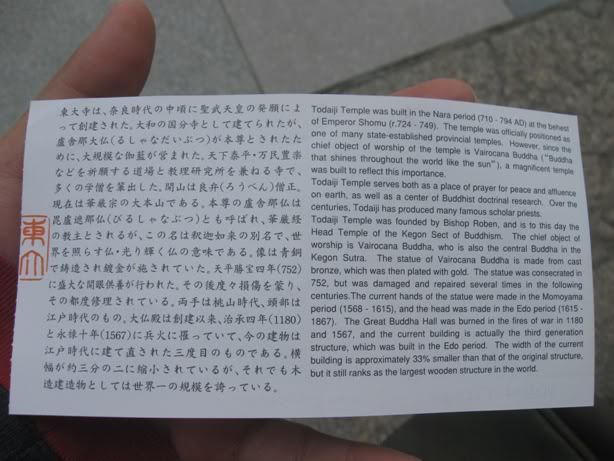 東大寺は、奈良時代の中頃に聖武天皇の発願によ
って創建された。大和の国分寺として建てられたが、
盧舎那大仏(るしゃなだいぶつ)が本尊とされたた
めに、大規模な伽藍が営まれた。天下泰平・万民豊楽
などを祈願する道場と教理研究所を兼ねる寺で、
多くの学僧を輩出した。開山は良弁(ろうべん)僧正。
現在は華厳宗の大本山である。本尊の盧舎那仏は
毘盧遮那仏(びるしゃなぶつ)とも呼ばれ、華厳経
の教主とされるが、この名は釈迦如来の別名で、世
界を照らす仏・光り輝く仏の意味である。像は青銅
で鋳造され鍍金が施されていた。天平勝宝四年(752)
に盛大な開眼供養が行われた。その後度々損傷を蒙り、
その都度修理されている。両手は桃山時代、頭部は
江戸時代のもの。大仏殿は創建以来、治承四年(1180)
と永禄十年(1567)に兵火に罹っていて、今の建物は
江戸時代に建て直された三度目のものである。横
幅が約三分の二に縮小されているが、それでも木
造建造物としては世界一の規模を誇っている。
東大
Todaiji Temple was built in the Nara period (710 - 794 AD) at the behest
of Emperor Shomu (r.724 - 749). The temple was officially positioned as
one of many state-established provincial temples. However, since the
chief object of worship of the temple is Vairocana Buddha ("Buddha
that shines throughout the world like the sun"), a magnificent temple
was built to reflect this importance.
Todaiji Temple serves both as a place of prayer for peace and affluence
on earth, as well as a center of Buddhist doctrinal research. Over the
centuries, Todaiji has produced many famous scholar priests.
Todaiji Temple was founded by Bishop Roben, and is to this day the
Head Temple of the Kegon Sect of Buddhism. The chief object of
worship is Vairocana Buddha, who is also the central Buddha in the
Kegon Sutra. The statue of Vairocana Buddha is made from cast
bronze, which was then plated with gold. The statue was consecrated in
752, but was damaged and repaired several times in the following
centuries.The current hands of the statue were made in the Momoyama
period (1568 - 1615), and the head was made in the Edo period (1615 -
1867). The Great Buddha Hall was burned in the fires of war in 1180
and 1567, and the current building is actually the third generation
structure, which was built in the Edo period. The width of the current
building is approximately 33% smaller than that of the original structure,
but it still ranks as the largest wooden structure in the world.